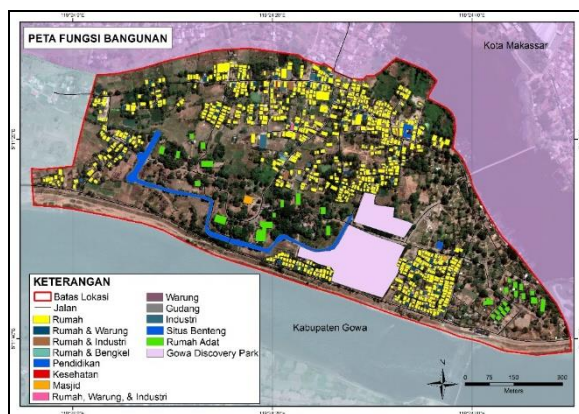 PETA FUNGSI BANGUNAN
Kota Makassar
Kabupaten Gowa
KETERANGAN
Batas Lokasi
Jalan
Rumah
Rumah & Warung
Rumah & Industri
Rumah & Bengkel
Pendidikan
Kesehatan
Masjid
Rumah, Warung, & Industri
Warung
Gudang
Industri
Situs Benteng
Rumah Adat
Gowa Discovery Park
0 75 150 300
Meters